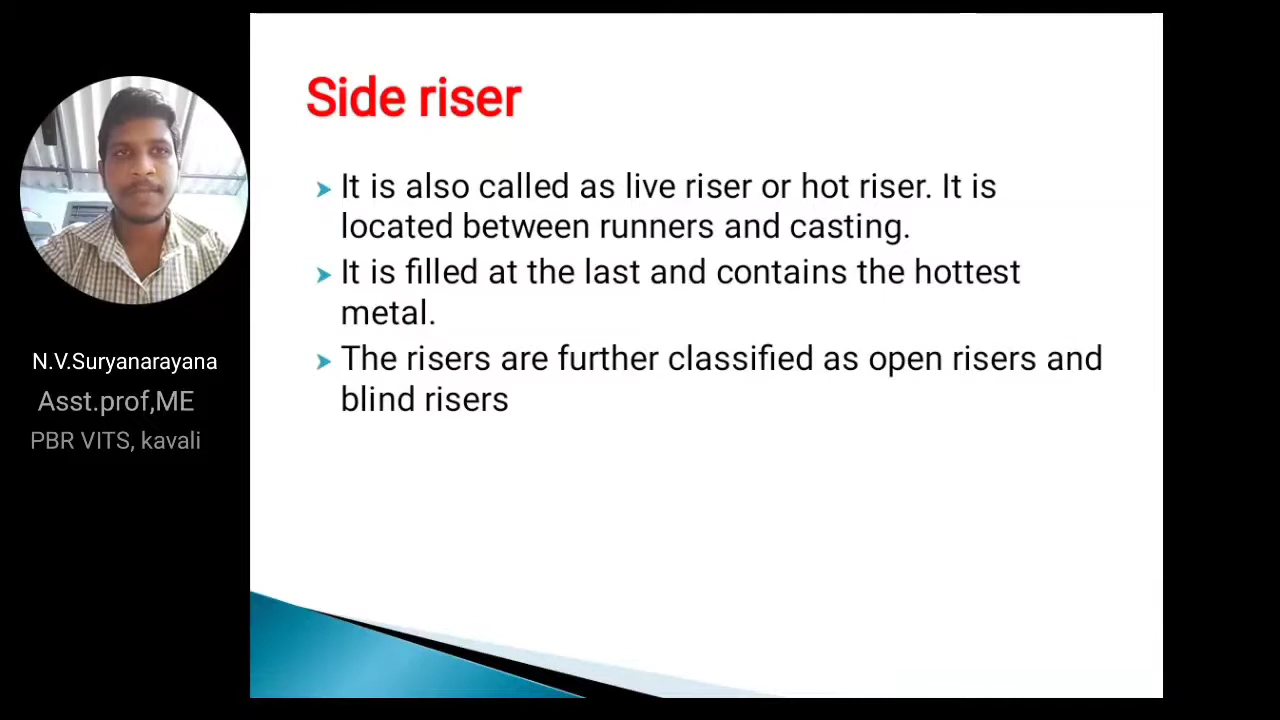 Side riser
It is also called as live riser or hot riser. It is
located between runners and casting.
It is filled at the last and contains the hottest
metal.
The risers are further classified as open risers and
blind risers
N.V.Suryanarayana
Asst.prof,ME
PBR VITS, kavali